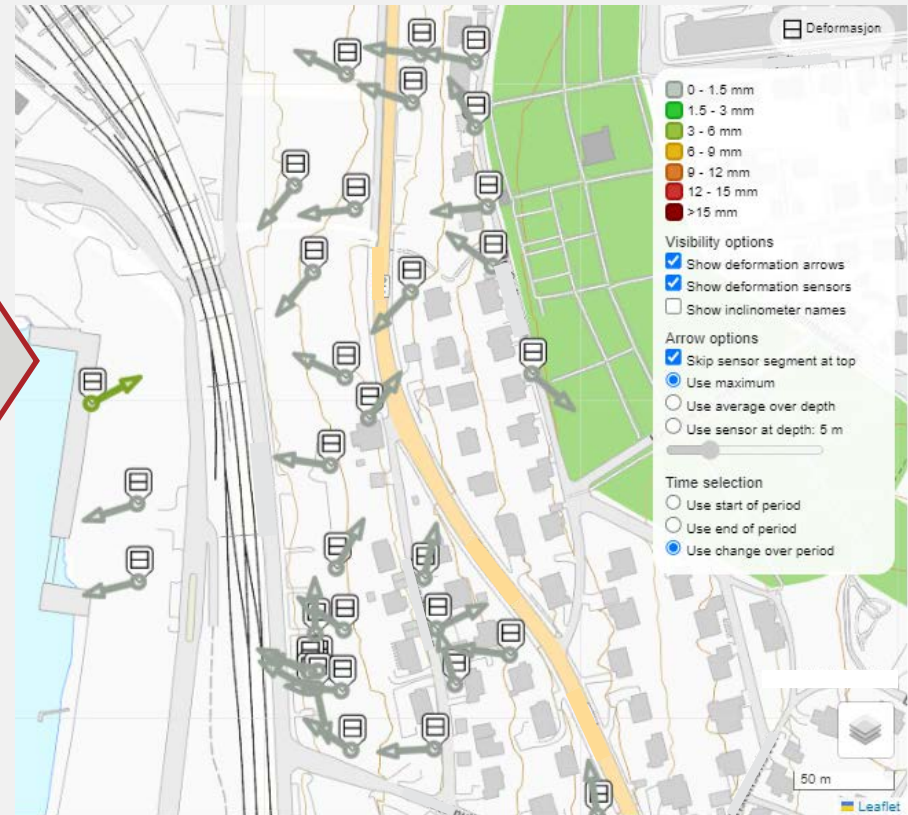 Deformasjon
0 - 1.5 mm
1.5 - 3 mm
3 - 6 mm
6 - 9 mm
9 - 12 mm
12 - 15 mm
>15 mm
Visibility options
Show deformation arrows
Show deformation sensors
Show inclinometer names
Arrow options
Skip sensor segment at top
Use maximum
Use average over depth
Use sensor at depth: 5 m
Time selection
Use start of period
Use end of period
Use change over period
50 m
Leaflet